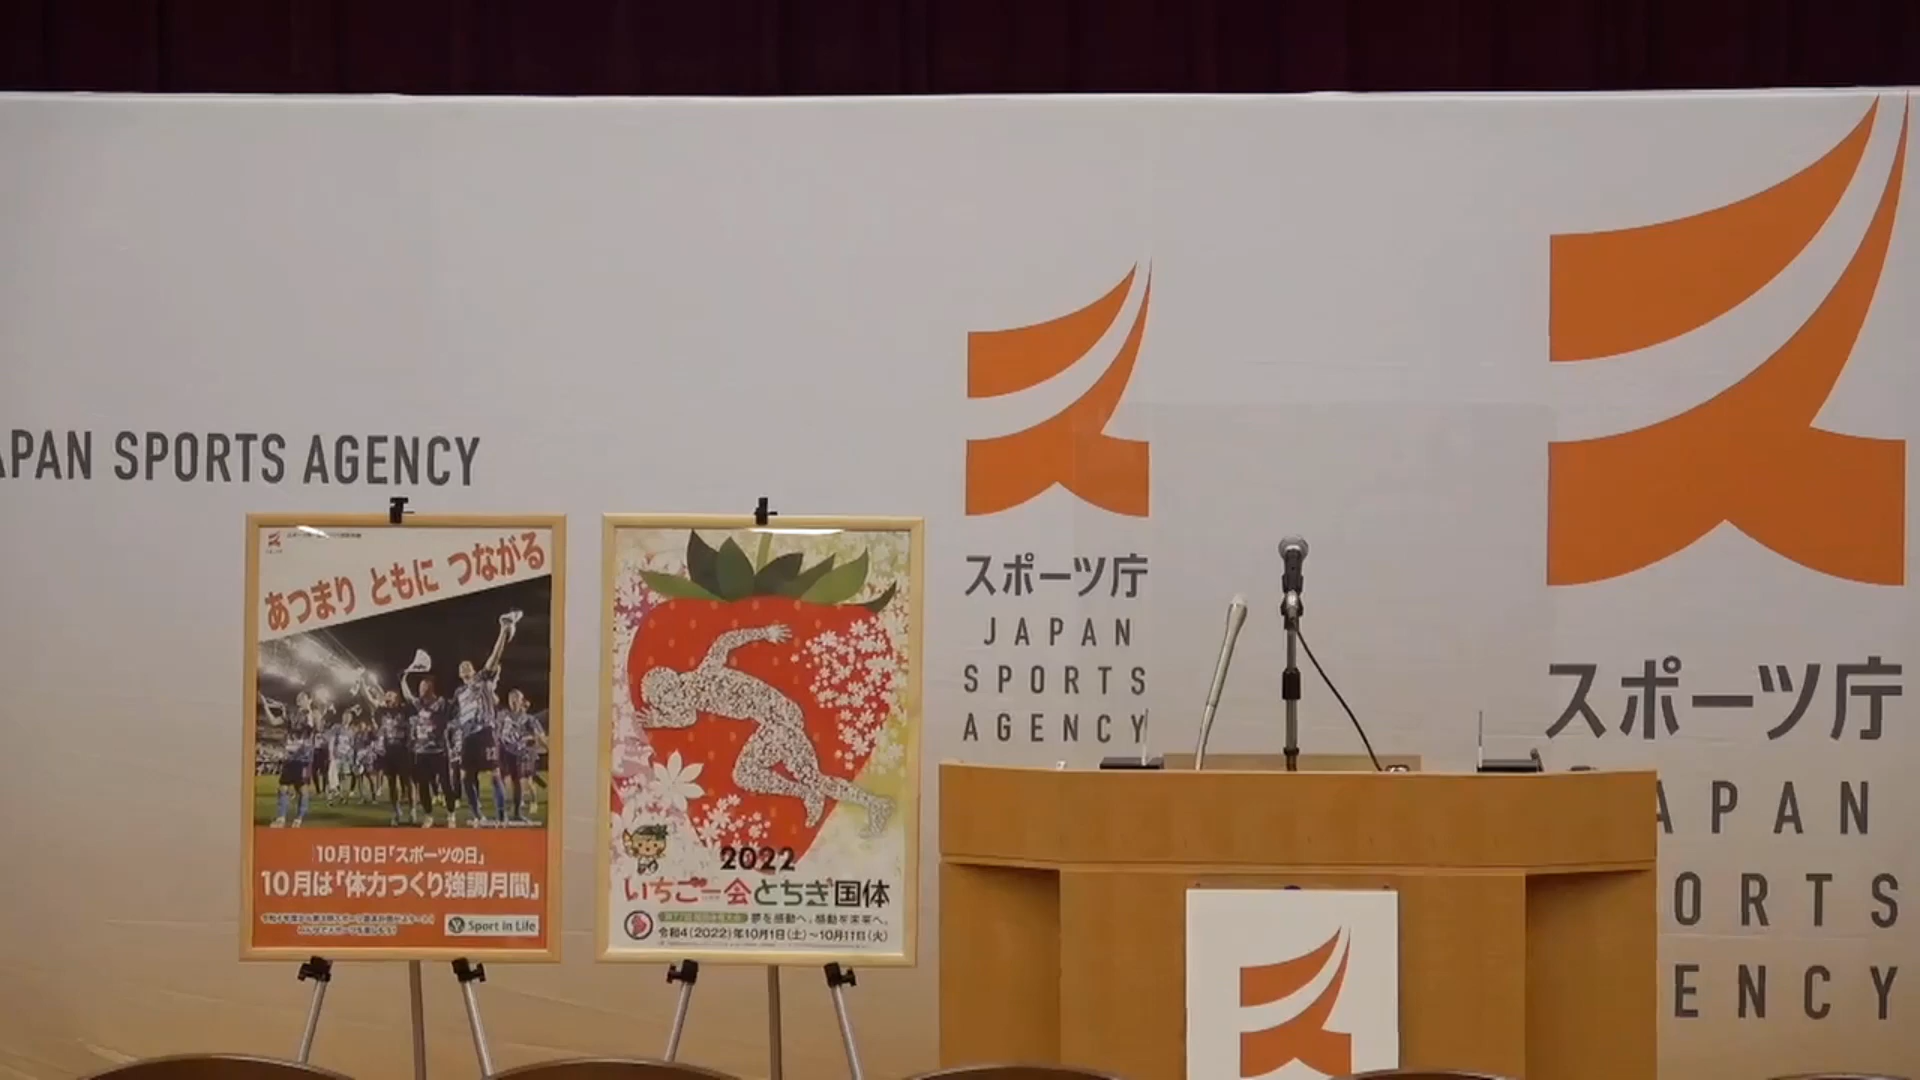 APAN SPORTS AGENCY
あつまり ともに つながる
10月10日「スポーツの日」
10月は「体力つくり強調月間」
Sport in Life
2022
いちご一会とちぎ国体
夢を感動へ。感動を未来へ。
令和4(2022)年10月1日(土)～10月11日(火)
スポーツ庁
JAPAN
SPORTS
AGENCY
スポーツ庁
APAN
ORTS
ENCY